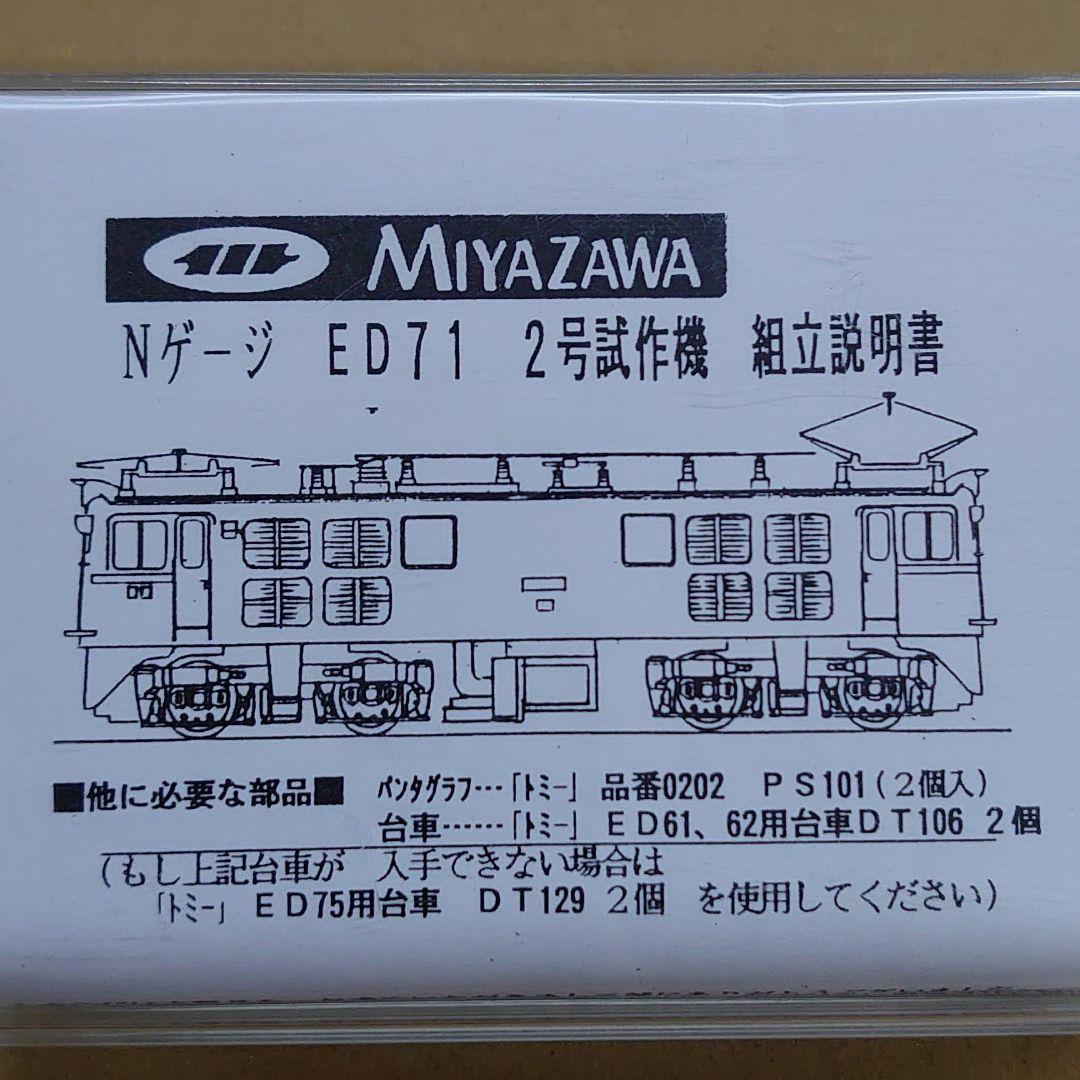 MIYAZAWA
Nゲージ ED71 2号試作機 組立説明書
■他に必要な部品■ パンタグラフ…「トミー」 品番0202 PS101(2個入)
台車……「トミー」 ED61、62用台車DT106 2個
(もし上記台車が 入手できない場合は
「トミー」 ED75用台車 DT129 2個 を使用してください)